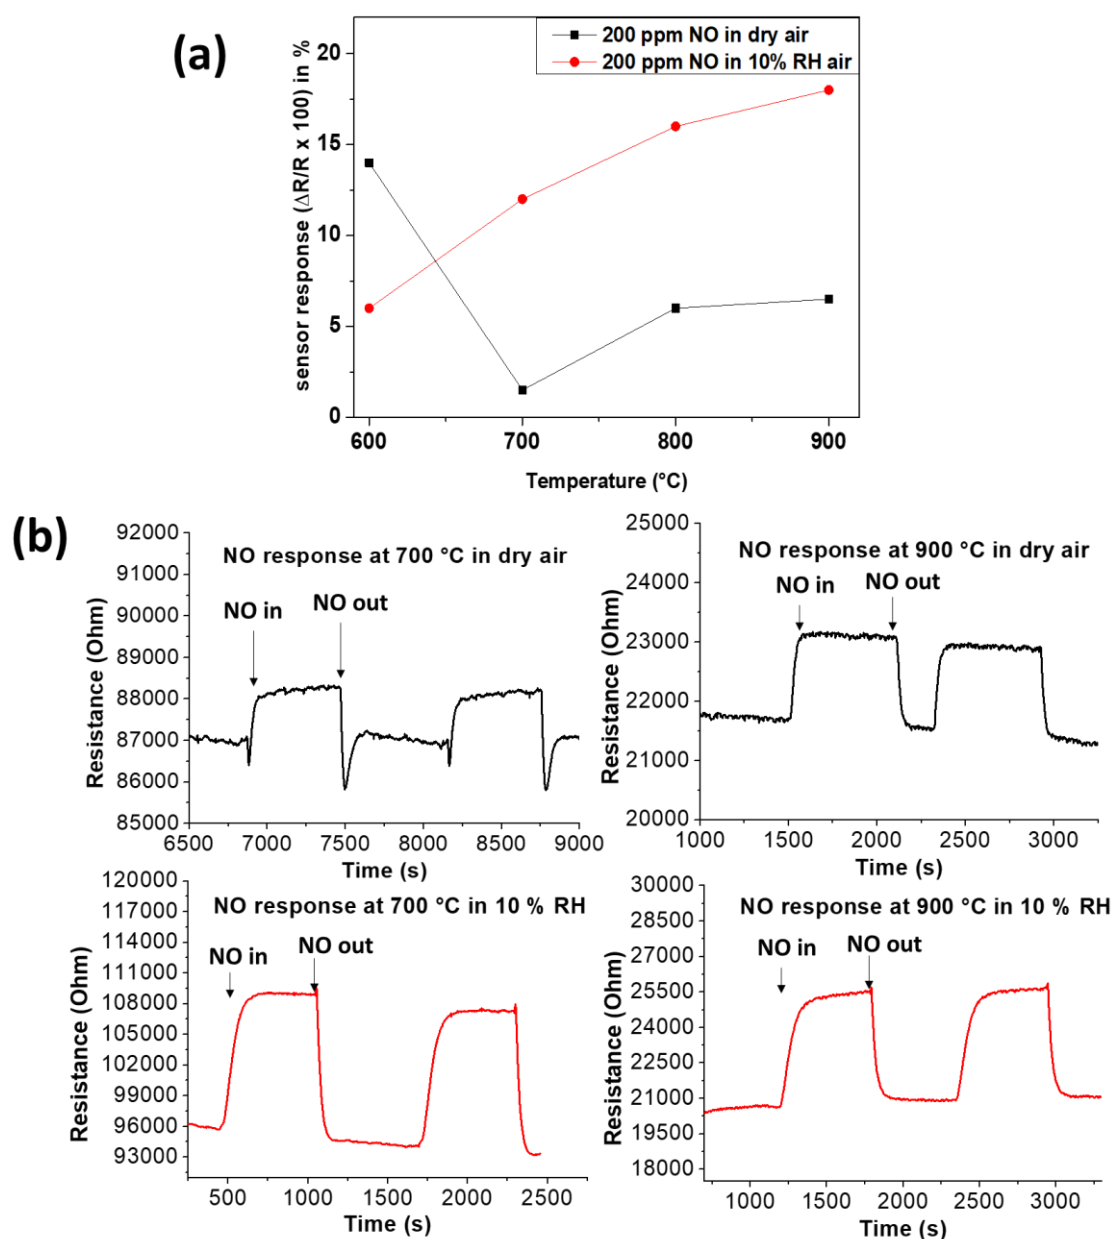 (a)
200 ppm NO in dry air
200 ppm NO in 10% RH air
sensor response (ΔR/R x 100) in %
20
15
10
5
0
600 700 800 900
Temperature (°C)
(b)
NO response at 700 °C in dry air
NO in
NO out
Resistance (Ohm)
92000
91000
90000
89000
88000
87000
86000
85000
6500 7000 7500 8000 8500 9000
Time (s)
NO response at 900 °C in dry air
NO in
NO out
Resistance (Ohm)
25000
24000
23000
22000
21000
20000
1000 1500 2000 2500 3000
Time (s)
NO response at 700 °C in 10 % RH
NO in
NO out
Resistance (Ohm)
120000
117000
114000
111000
108000
105000
102000
99000
96000
93000
500 1000 1500 2000 2500
Time (s)
NO response at 900 °C in 10 % RH
NO in
NO out
Resistance (Ohm)
30000
28500
27000
25500
24000
22500
21000
19500
18000
1000 1500 2000 2500 3000
Time (s)